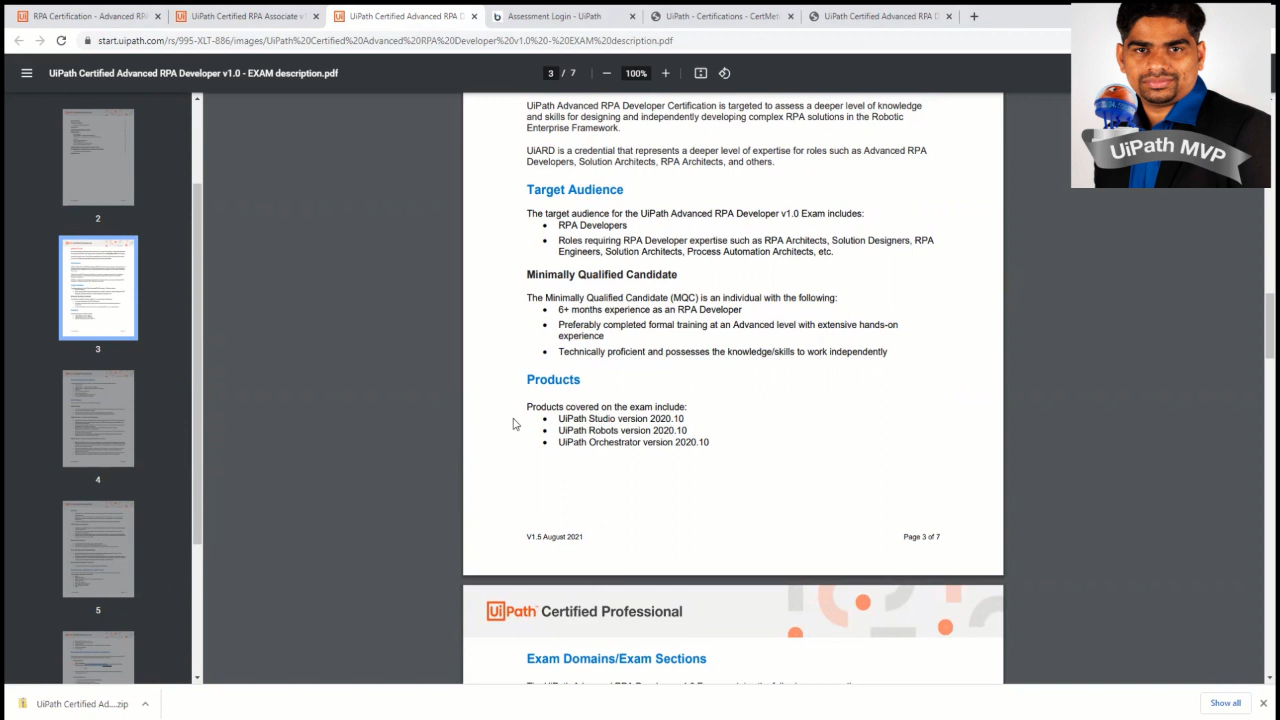 RPA Certification - Advanced RPA
UiPath Certified RPA Associate v1
UiPath Certified Advanced RPA D
Assessment Login - UiPath
UiPath - Certifications - CertMetr
UiPath Certified Advanced RPA D
start.uipath.com/rs/995-XLT-886/images/UiPath%20Certified%20Advanced%20RPA%20Developer%20v1.0%20-%20EXAM%20description.pdf
UiPath Certified Advanced RPA Developer v1.0 - EXAM description.pdf
3 / 7
100%
UiPath MVP
2
3
4
5
UiPath Advanced RPA Developer Certification is targeted to assess a deeper level of knowledge
and skills for designing and independently developing complex RPA solutions in the Robotic
Enterprise Framework.
UiARD is a credential that represents a deeper level of expertise for roles such as Advanced RPA
Developers, Solution Architects, RPA Architects, and others.
Target Audience
The target audience for the UiPath Advanced RPA Developer v1.0 Exam includes:
• RPA Developers
• Roles requiring RPA Developer expertise such as RPA Architects, Solution Designers, RPA
Engineers, Solution Architects, Process Automation Architects, etc.
Minimally Qualified Candidate
The Minimally Qualified Candidate (MQC) is an individual with the following:
• 6+ months experience as an RPA Developer
• Preferably completed formal training at an Advanced level with extensive hands-on
experience
• Technically proficient and possesses the knowledge/skills to work independently
Products
Products covered on the exam include:
• UiPath Studio version 2020.10
• UiPath Robots version 2020.10
• UiPath Orchestrator version 2020.10
V1.5 August 2021
Page 3 of 7
UiPath Certified Professional
Exam Domains/Exam Sections
UiPath Certified Ad....zip
Show all